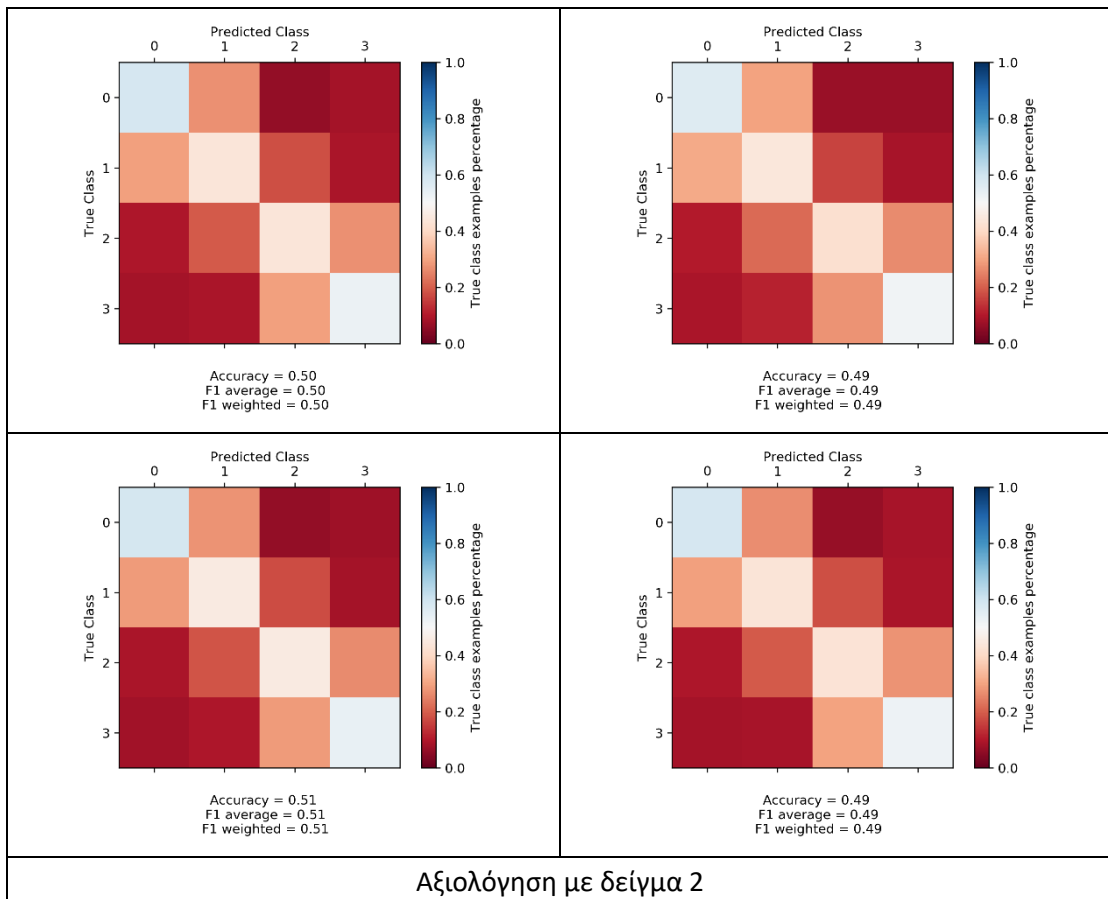 Predicted Class
0 1 2 3
True Class
0
1
2
3
1.0
0.8
0.6
0.4
0.2
0.0
True class examples percentage
Accuracy = 0.50
F1 average = 0.50
F1 weighted = 0.50
Predicted Class
0 1 2 3
True Class
0
1
2
3
1.0
0.8
0.6
0.4
0.2
0.0
True class examples percentage
Accuracy = 0.49
F1 average = 0.49
F1 weighted = 0.49
Predicted Class
0 1 2 3
True Class
0
1
2
3
1.0
0.8
0.6
0.4
0.2
0.0
True class examples percentage
Accuracy = 0.51
F1 average = 0.51
F1 weighted = 0.51
Predicted Class
0 1 2 3
True Class
0
1
2
3
1.0
0.8
0.6
0.4
0.2
0.0
True class examples percentage
Accuracy = 0.49
F1 average = 0.49
F1 weighted = 0.49
Αξιολόγηση με δείγμα 2